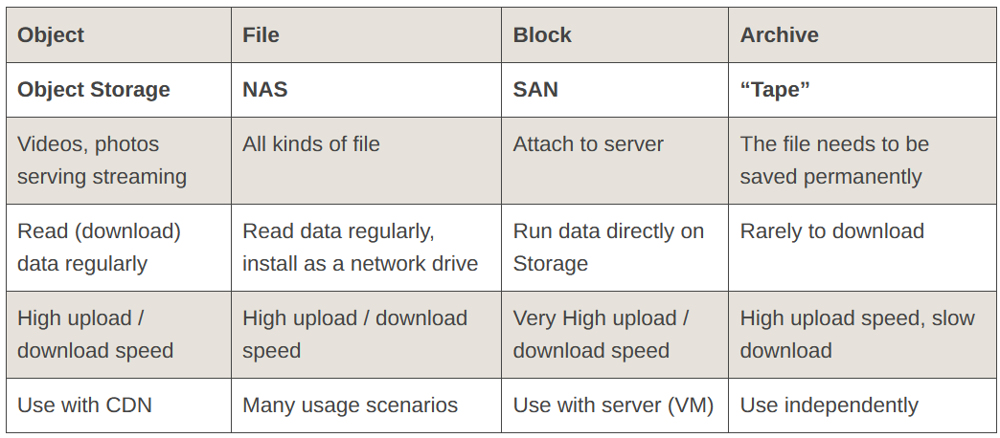 Object File Block Archive
Object Storage NAS SAN “Tape”
Videos, photos All kinds of file Attach to server The file needs to be
serving streaming saved permanently
Read (download) Read data regularly, Run data directly on Rarely to download
data regularly install as a network drive Storage
High upload / High upload / download Very High upload / High upload speed, slow
download speed speed download speed download
Use with CDN Many usage scenarios Use with server (VM) Use independently